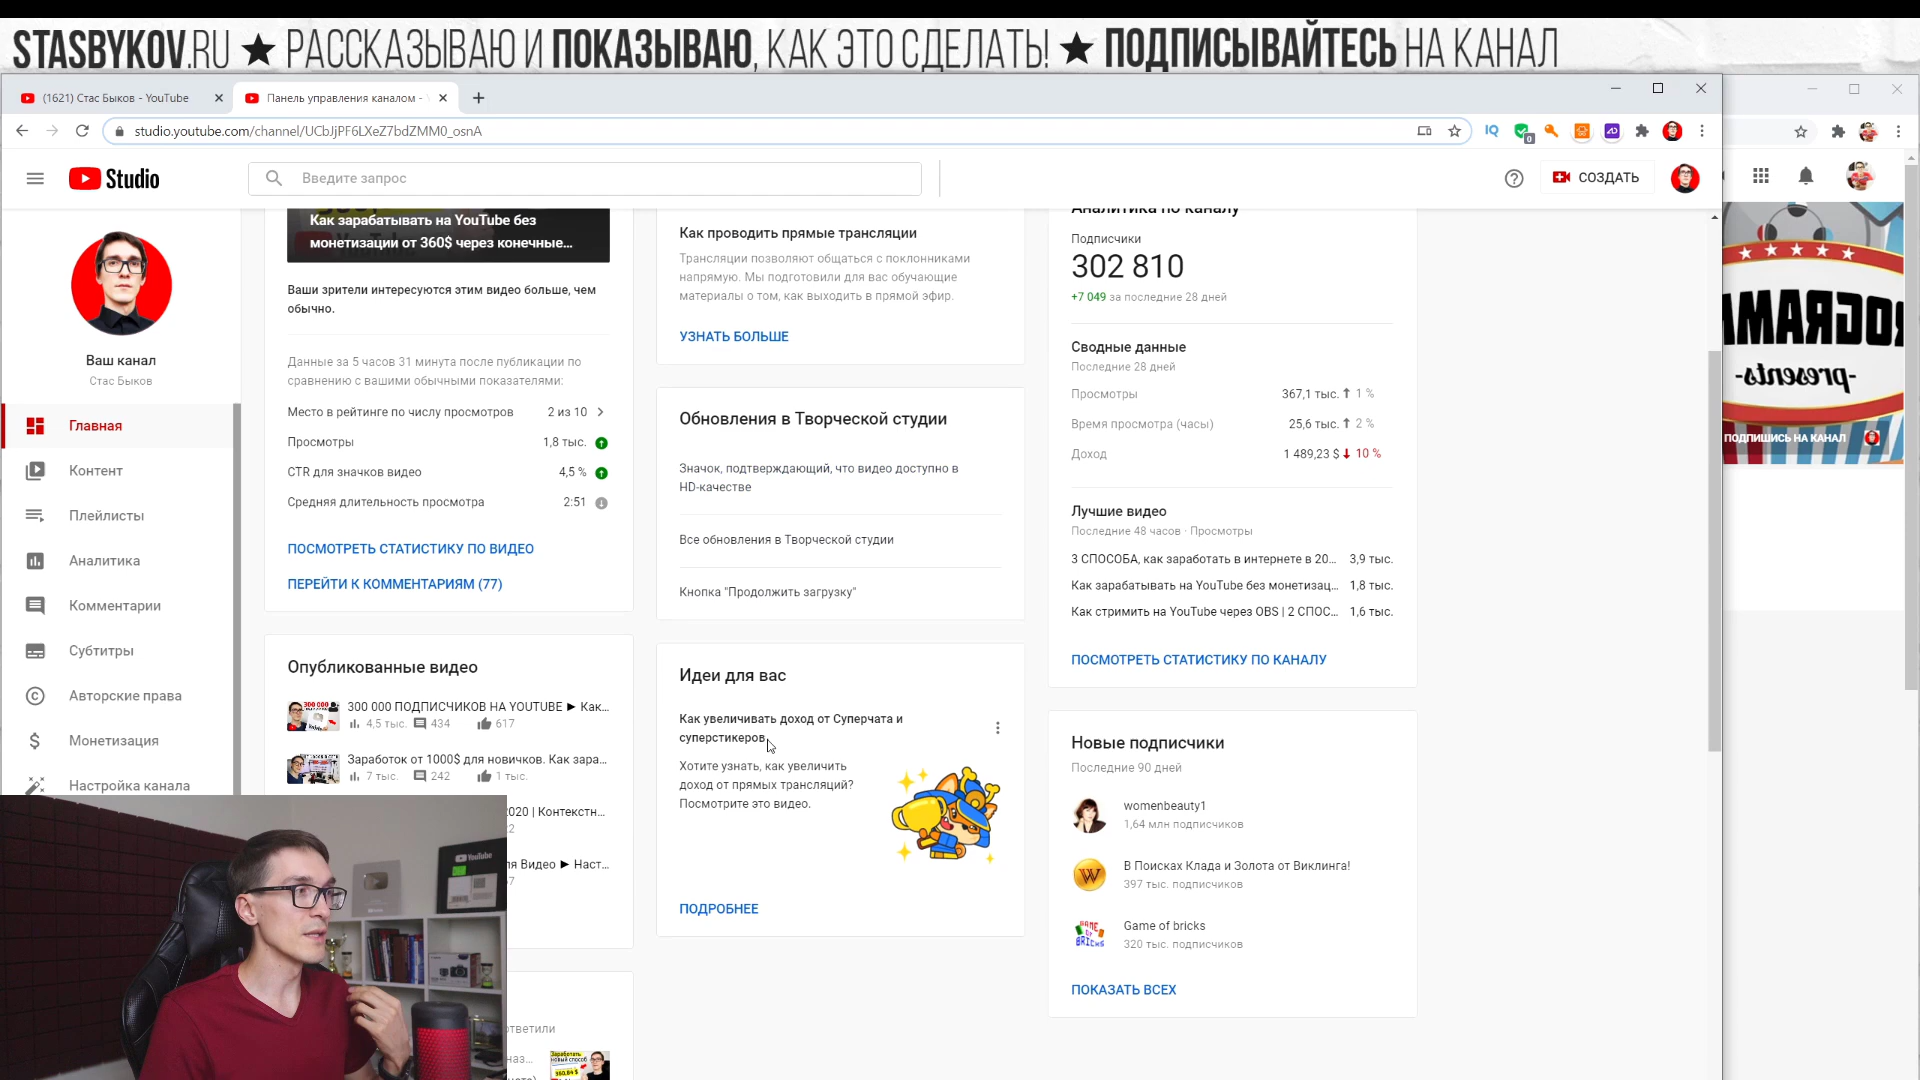 STASBYKOV.RU ★ РАССКАЗЫВАЮ И ПОКАЗЫВАЮ, КАК ЭТО СДЕЛАТЬ! ★ ПОДПИСЫВАЙТЕСЬ НА КАНАЛ
(1621) Стас Быков - YouTube
Панель управления каналом -
studio.youtube.com/channel/UCbJjPF6LXeZ7bdZMM0_osnA
Studio
Введите запрос
СОЗДАТЬ
Ваш канал
Стас Быков
Главная
Контент
Плейлисты
Аналитика
Комментарии
Субтитры
Авторские права
Монетизация
Настройка канала
Как зарабатывать на YouTube без
монетизации от 360$ через конечные...
Ваши зрители интересуются этим видео больше, чем
обычно.
Данные за 5 часов 31 минута после публикации по
сравнению с вашими обычными показателями:
Место в рейтинге по числу просмотров 2 из 10
Просмотры 1,8 тыс.
CTR для значков видео 4,5 %
Средняя длительность просмотра 2:51
ПОСМОТРЕТЬ СТАТИСТИКУ ПО ВИДЕО
ПЕРЕЙТИ К КОММЕНТАРИЯМ (77)
Опубликованные видео
300 000 ПОДПИСЧИКОВ НА YOUTUBE ► Как...
4,5 тыс. 434 617
Заработок от 1000$ для новичков. Как зара...
7 тыс. 242 1 тыс.
2020 | Контекстн...
Видео ► Наст...
ответили
Как проводить прямые трансляции
Трансляции позволяют общаться с поклонниками
напрямую. Мы подготовили для вас обучающие
материалы о том, как выходить в прямой эфир.
УЗНАТЬ БОЛЬШЕ
Обновления в Творческой студии
Значок, подтверждающий, что видео доступно в
HD-качестве
Все обновления в Творческой студии
Кнопка "Продолжить загрузку"
Идеи для вас
Как увеличивать доход от Суперчата и
суперстикеров
Хотите узнать, как увеличить
доход от прямых трансляций?
Посмотрите это видео.
ПОДРОБНЕЕ
Аналитика по каналу
Подписчики
302 810
+7 049 за последние 28 дней
Сводные данные
Последние 28 дней
Просмотры 367,1 тыс. 1 %
Время просмотра (часы) 25,6 тыс. 2 %
Доход 1 489,23 $ 10 %
Лучшие видео
Последние 48 часов · Просмотры
3 СПОСОБА, как заработать в интернете в 20... 3,9 тыс.
Как зарабатывать на YouTube без монетизац... 1,8 тыс.
Как стримить на YouTube через OBS | 2 СПОС... 1,6 тыс.
ПОСМОТРЕТЬ СТАТИСТИКУ ПО КАНАЛУ
Новые подписчики
Последние 90 дней
womenbeauty1
1,64 млн подписчиков
В Поисках Клада и Золота от Виклинга!
397 тыс. подписчиков
Game of bricks
320 тыс. подписчиков
ПОКАЗАТЬ ВСЕХ
-presents-
ПОДПИШИСЬ НА КАНАЛ
YouTube